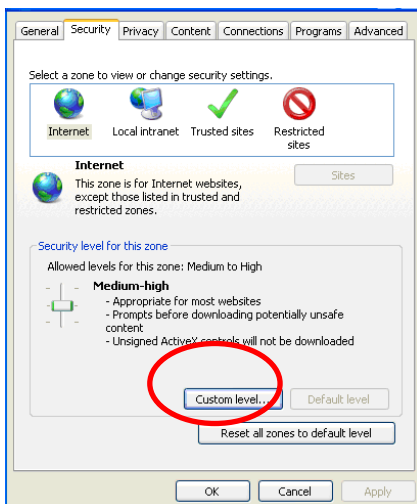 General Security Privacy Content Connections Programs Advanced
Select a zone to view or change security settings.
Internet Local intranet Trusted sites Restricted
sites
Internet
Sites
This zone is for Internet websites,
except those listed in trusted and
restricted zones.
Security level for this zone
Allowed levels for this zone: Medium to High
Medium-high
- Appropriate for most websites
- Prompts before downloading potentially unsafe
content
- Unsigned ActiveX controls will not be downloaded
Custom level... Default level
Reset all zones to default level
OK Cancel Apply